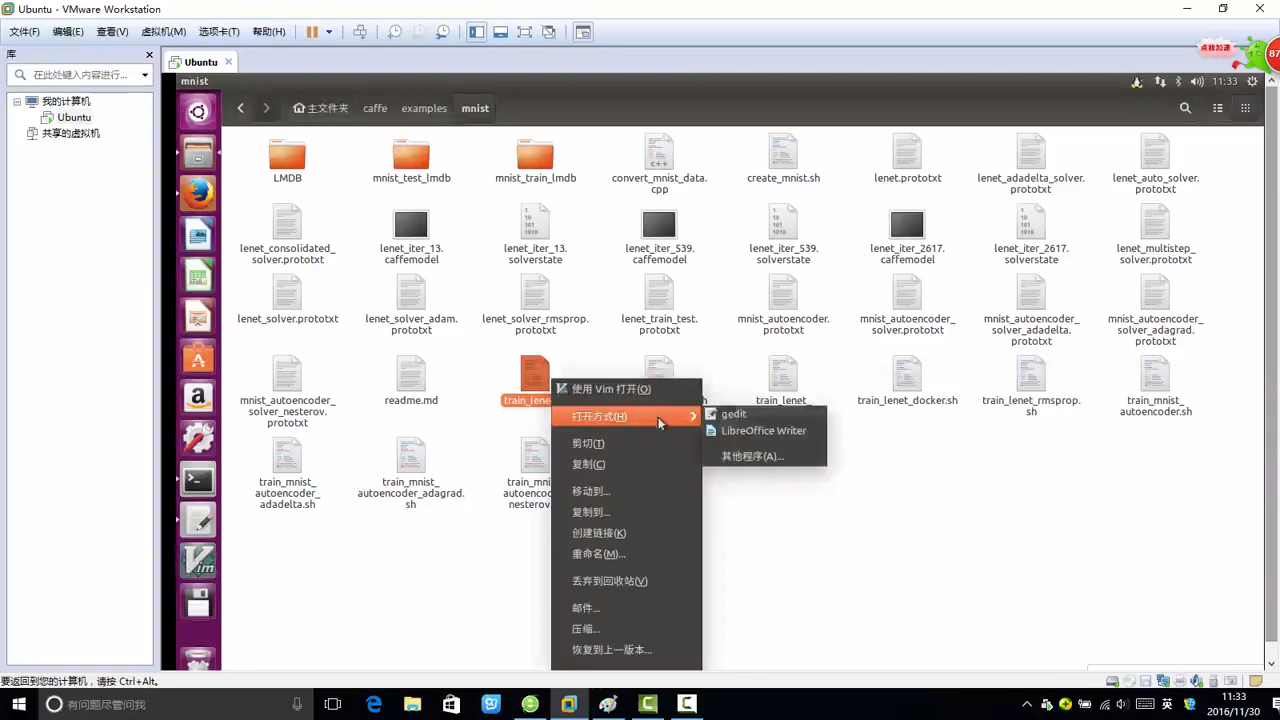 Ubuntu - VMware Workstation
文件(F) 编辑(E) 查看(V) 虚拟机(M) 选项卡(T) 帮助(H)
点我加速
87
库
Ubuntu
在此处键入内容进行...
我的计算机
Ubuntu
共享的虚拟机
mnist
11:33
主文件夹 caffe examples mnist
LMDB
mnist_test_lmdb
mnist_train_lmdb
convert_mnist_data.
cpp
create_mnist.sh
lenet.prototxt
lenet_adadelta_solver.
prototxt
lenet_auto_solver.
prototxt
lenet_consolidated_
solver.prototxt
lenet_iter_13.
caffemodel
lenet_iter_13.
solverstate
lenet_iter_539.
caffemodel
lenet_iter_539.
solverstate
lenet_iter_2617.
caffemodel
lenet_iter_2617.
solverstate
lenet_multistep_
solver.prototxt
lenet_solver.prototxt
lenet_solver_adam.
prototxt
lenet_solver_rmsprop.
prototxt
lenet_train_test.
prototxt
mnist_autoencoder.
prototxt
mnist_autoencoder_
solver.prototxt
mnist_autoencoder_
solver_adadelta.
prototxt
mnist_autoencoder_
solver_adagrad.
prototxt
mnist_autoencoder_
solver_nesterov.
prototxt
readme.md
train_lene
train_lenet_
train_lenet_docker.sh
train_lenet_rmsprop.
sh
train_mnist_
autoencoder.sh
train_mnist_
autoencoder_
adadelta.sh
train_mnist_
autoencoder_adagrad.
sh
train_mn
autoenco
nesterov.
使用 Vim 打开(O)
打开方式(H)
剪切(T)
复制(C)
移动到...
复制到...
创建链接(K)
重命名(M)...
丢弃到回收站(V)
邮件...
压缩...
恢复到上一版本...
gedit
LibreOffice Writer
其他程序(A)...
要返回到您的计算机，请按 Ctrl+Alt。
有问题尽管问我
英
11:33
2016/11/30